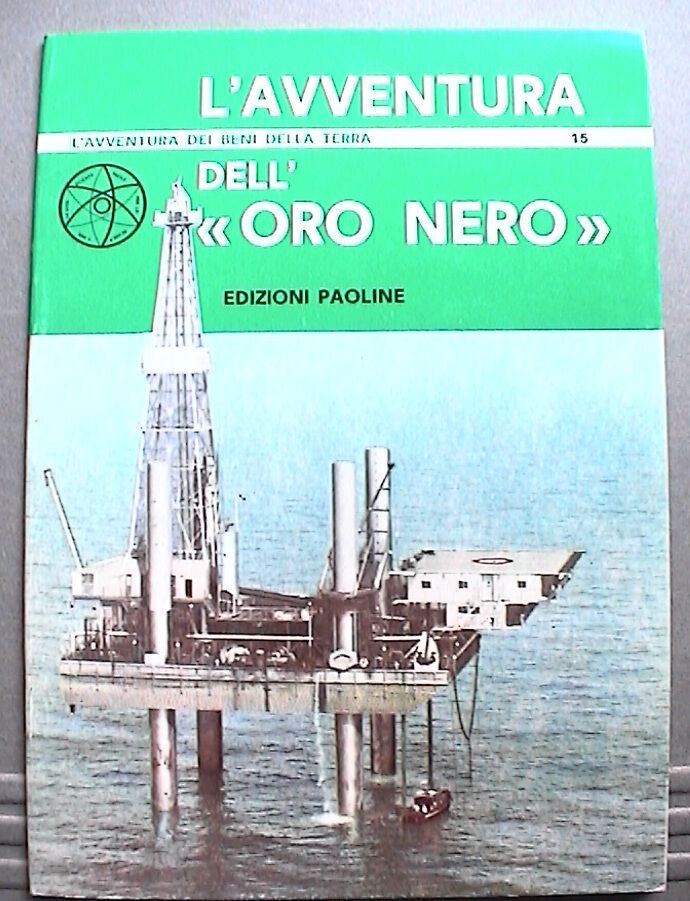 L'AVVENTURA
L'AVVENTURA DEI BENI DELLA TERRA 15
DELL'
« ORO NERO »
EDIZIONI PAOLINE